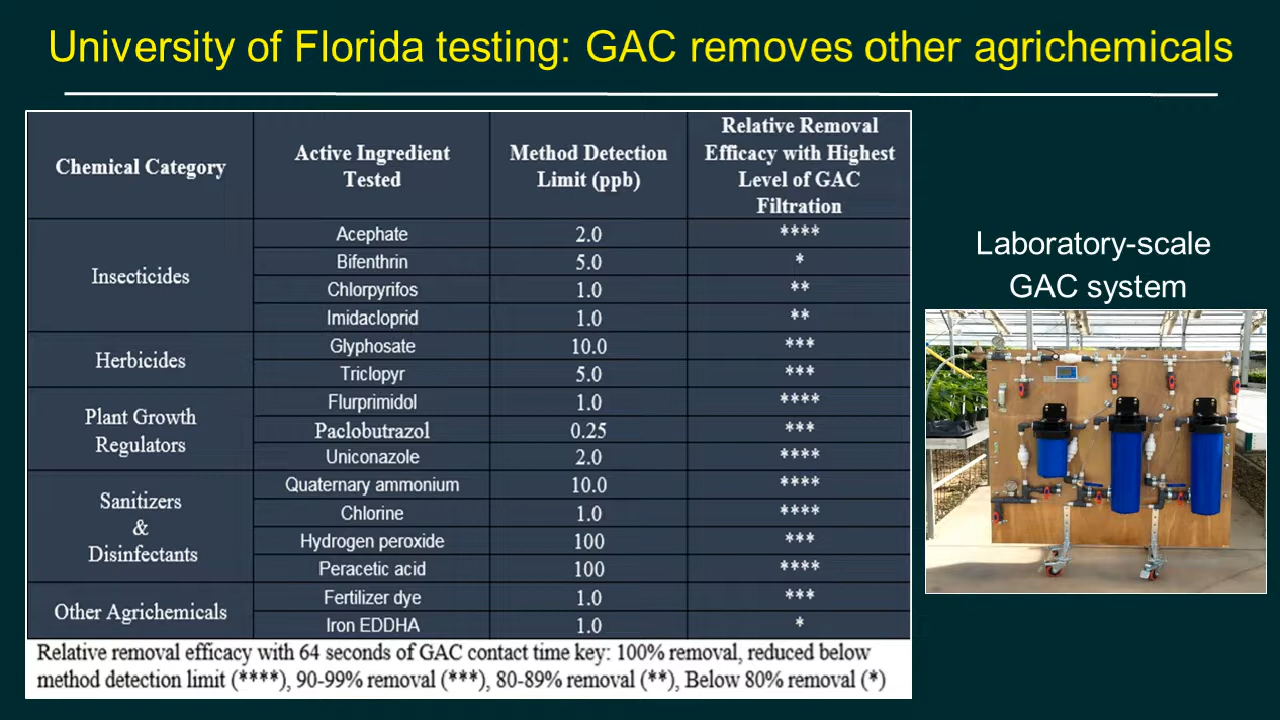 University of Florida testing: GAC removes other agrichemicals
Chemical Category
Active Ingredient
Tested
Method Detection
Limit (ppb)
Relative Removal
Efficacy with Highest
Level of GAC
Filtration
Insecticides
Acephate 2.0 ****
Bifenthrin 5.0 *
Chlorpyrifos 1.0 **
Imidacloprid 1.0 **
Herbicides
Glyphosate 10.0 ***
Triclopyr 5.0 ***
Plant Growth
Regulators
Flurprimidol 1.0 ****
Paclobutrazol 0.25 ***
Uniconazole 2.0 ****
Sanitizers
&
Disinfectants
Quaternary ammonium 10.0 ****
Chlorine 1.0 ****
Hydrogen peroxide 100 ***
Peracetic acid 100 ****
Other Agrichemicals
Fertilizer dye 1.0 ***
Iron EDDHA 1.0 *
Relative removal efficacy with 64 seconds of GAC contact time key: 100% removal, reduced below
method detection limit (****), 90-99% removal (***), 80-89% removal (**), Below 80% removal (*)
Laboratory-scale
GAC system